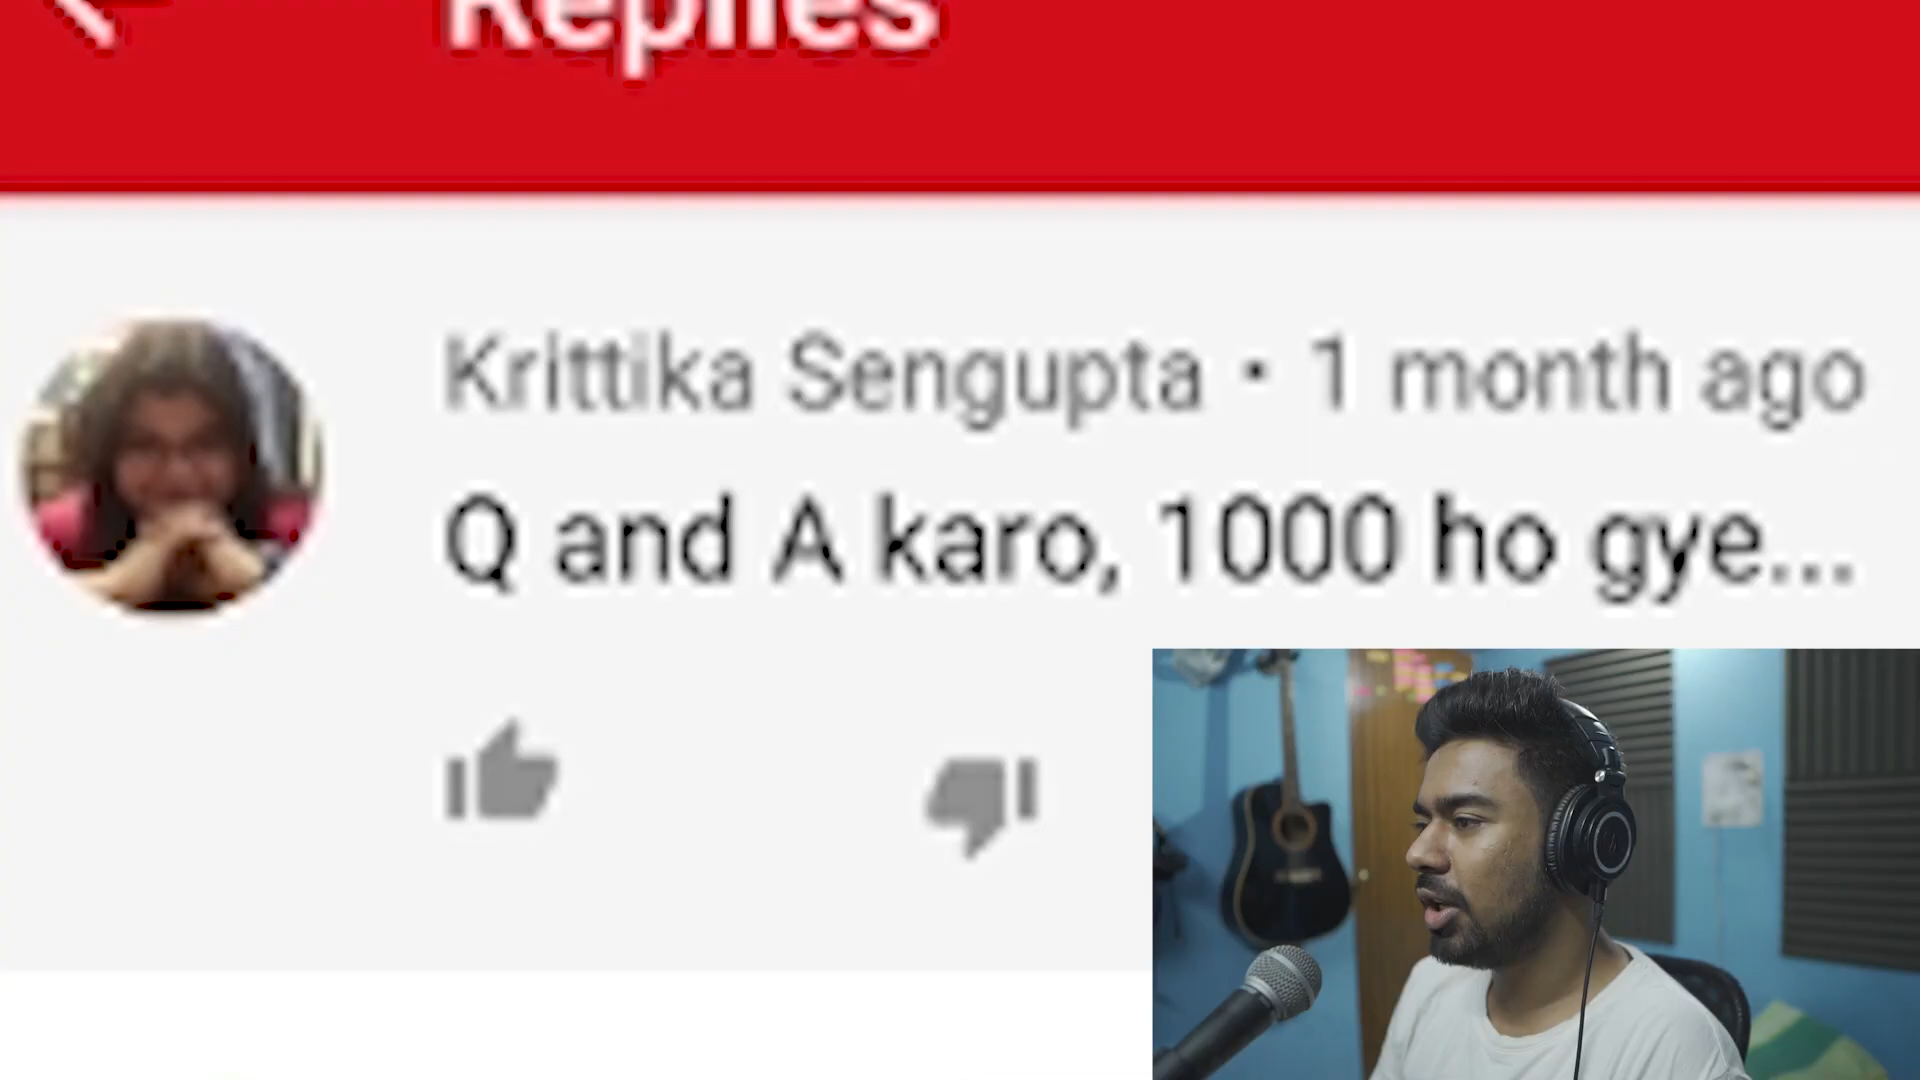 Replies
Krittika Sengupta • 1 month ago
Q and A karo, 1000 ho gye...